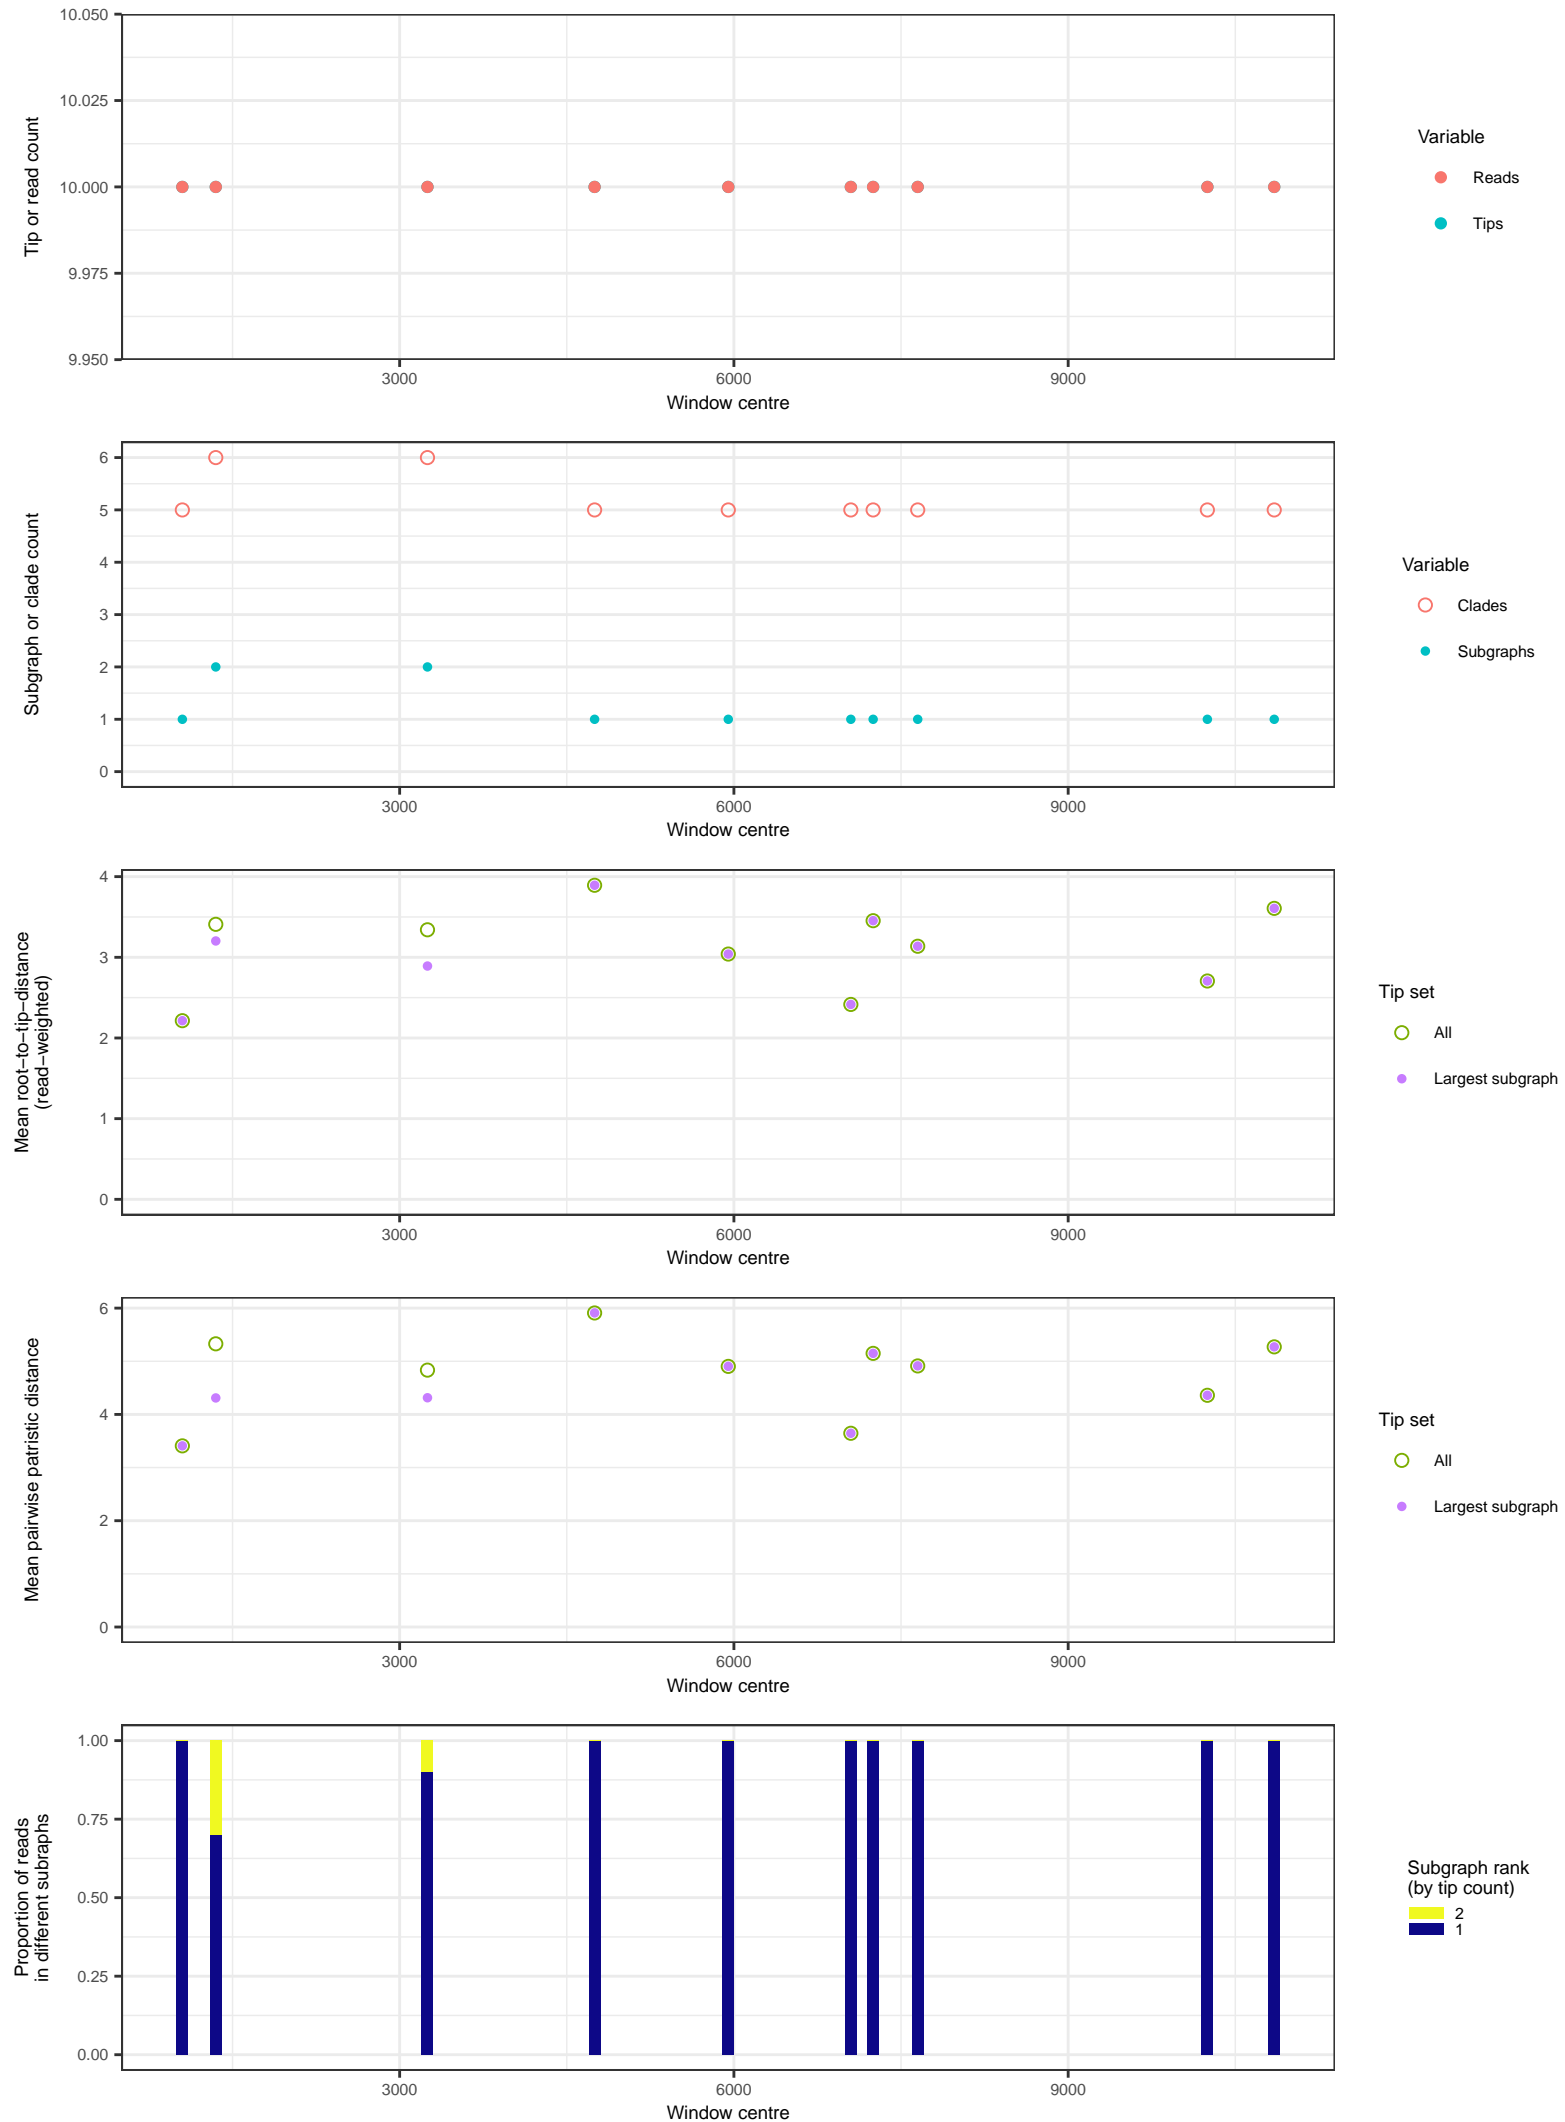 10.050
10.025
10.000
9.975
9.950
Tip or read count
3000 6000 9000
Window centre
Variable
Reads
Tips
6
5
4
3
2
1
0
Subgraph or clade count
3000 6000 9000
Window centre
Variable
Clades
Subgraphs
4
3
2
1
0
Mean root−to−tip−distance
(read−weighted)
3000 6000 9000
Window centre
Tip set
All
Largest subgraph
6
4
2
0
Mean pairwise patristic distance
3000 6000 9000
Window centre
Tip set
All
Largest subgraph
1.00
0.75
0.50
0.25
0.00
Proportion of reads
in different subraphs
3000 6000 9000
Window centre
Subgraph rank
(by tip count)
2
1